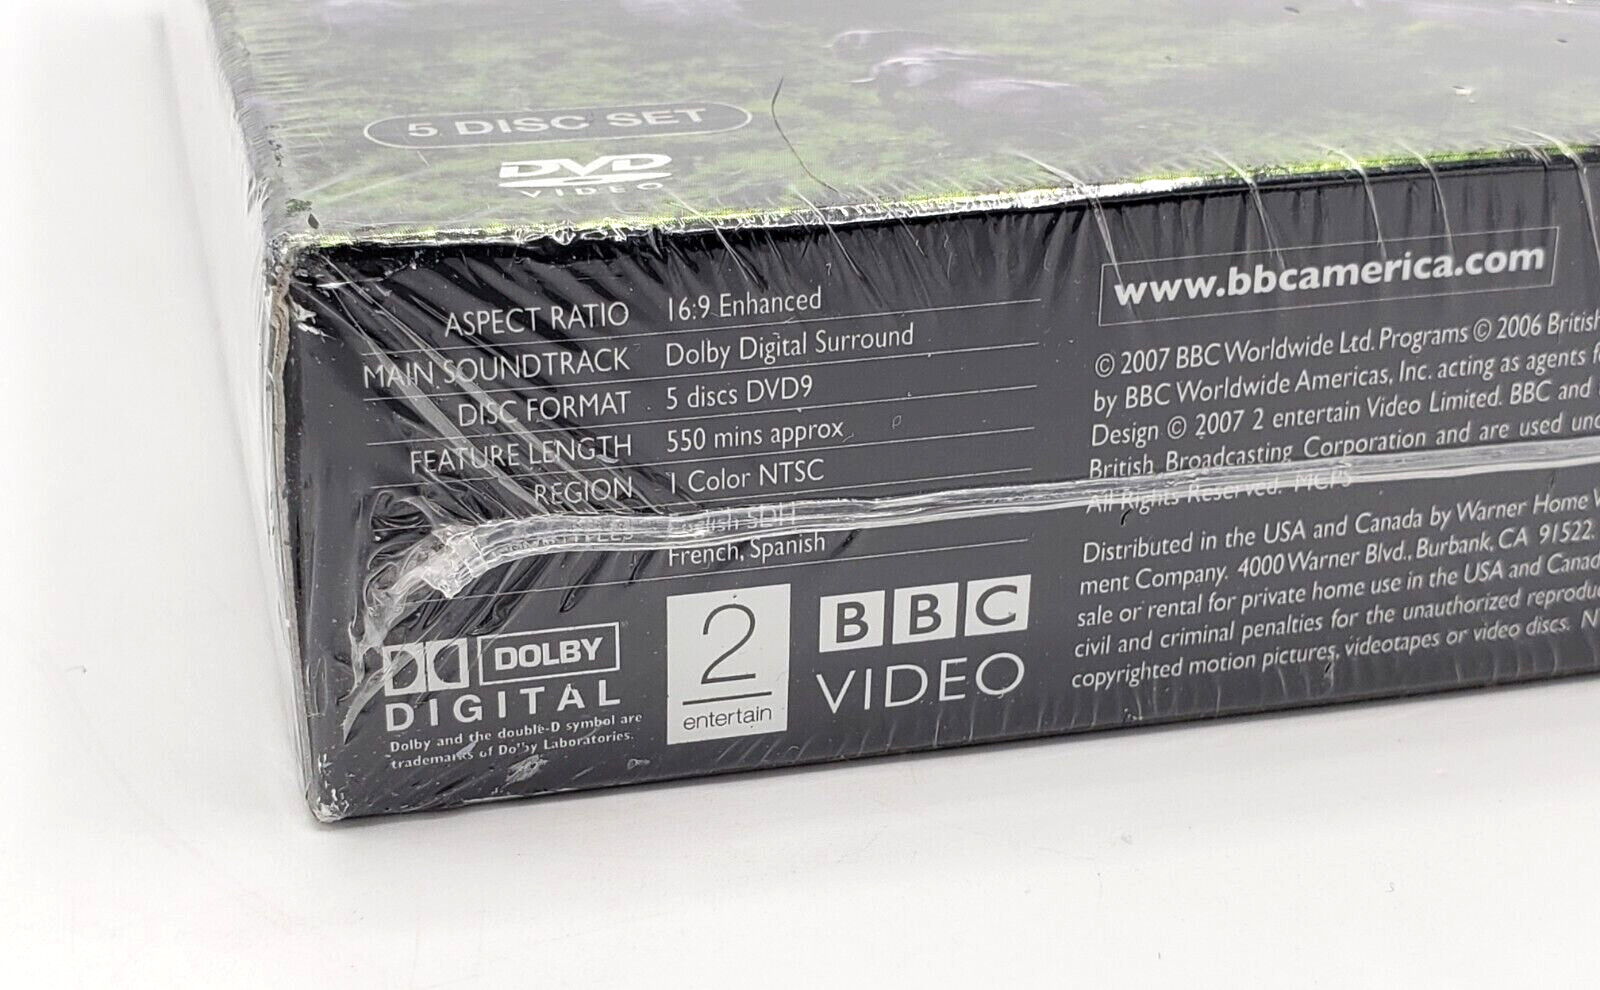 5 DISC SET
DVD
VIDEO
ASPECT RATIO 16:9 Enhanced
MAIN SOUNDTRACK Dolby Digital Surround
DISC FORMAT 5 discs DVD9
FEATURE LENGTH 550 mins approx
REGION 1 Color NTSC
English SDH
French, Spanish
DOLBY
DIGITAL
Dolby and the double-D symbol are
trademarks of Dolby Laboratories.
2
entertain
BBC
VIDEO
www.bbcamerica.com
© 2007 BBC Worldwide Ltd. Programs © 2006 British
by BBC Worldwide Americas, Inc. acting as agents
Design © 2007 2 entertain Video Limited. BBC and
British Broadcasting Corporation and are used
All Rights Reserved. MCPS
Distributed in the USA and Canada by Warner Home
ment Company. 4000 Warner Blvd., Burbank, CA 91522.
sale or rental for private home use in the USA and
civil and criminal penalties for the unauthorized
copyrighted motion pictures, videotapes or video discs.